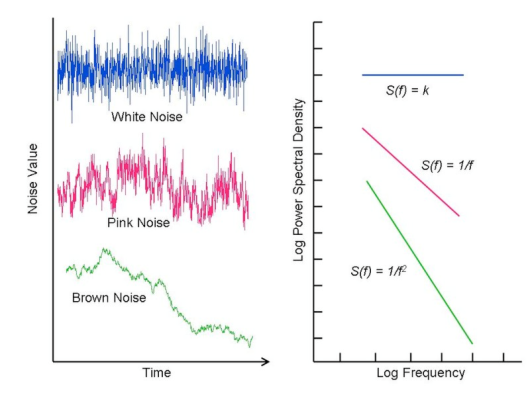 Noise Value
White Noise
Pink Noise
Brown Noise
Time
Log Power Spectral Density
S(f) = k
S(f) = 1/f
S(f) = 1/f²
Log Frequency